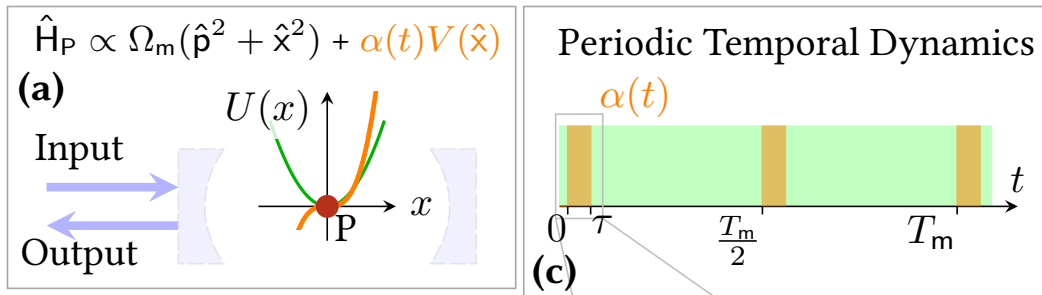 Ĥ_P ∝ Ω_m(p̂² + x̂²) + α(t)V(x̂)
(a)
U(x)
Input
x
P
Output
Periodic Temporal Dynamics
α(t)
t
0 τ T_m/2 T_m
(c)